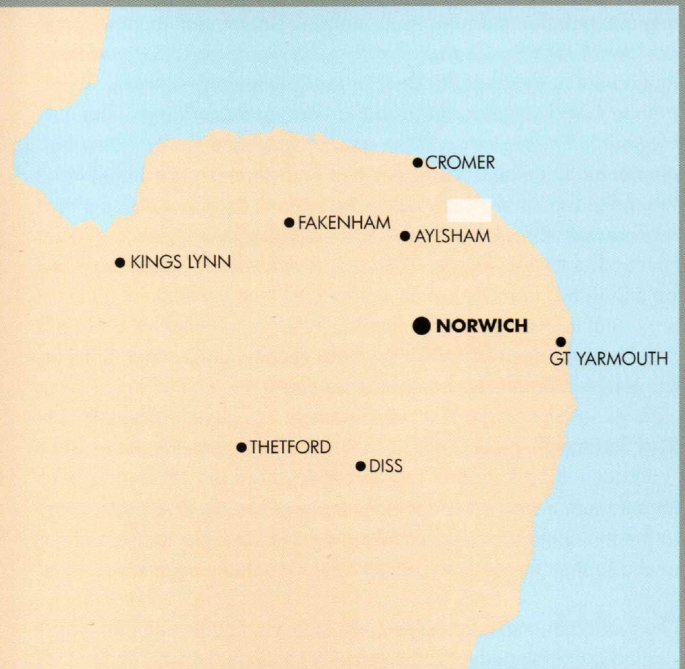 CROMER
FAKENHAM
AYLSHAM
KINGS LYNN
NORWICH
GT YARMOUTH
THETFORD
DISS